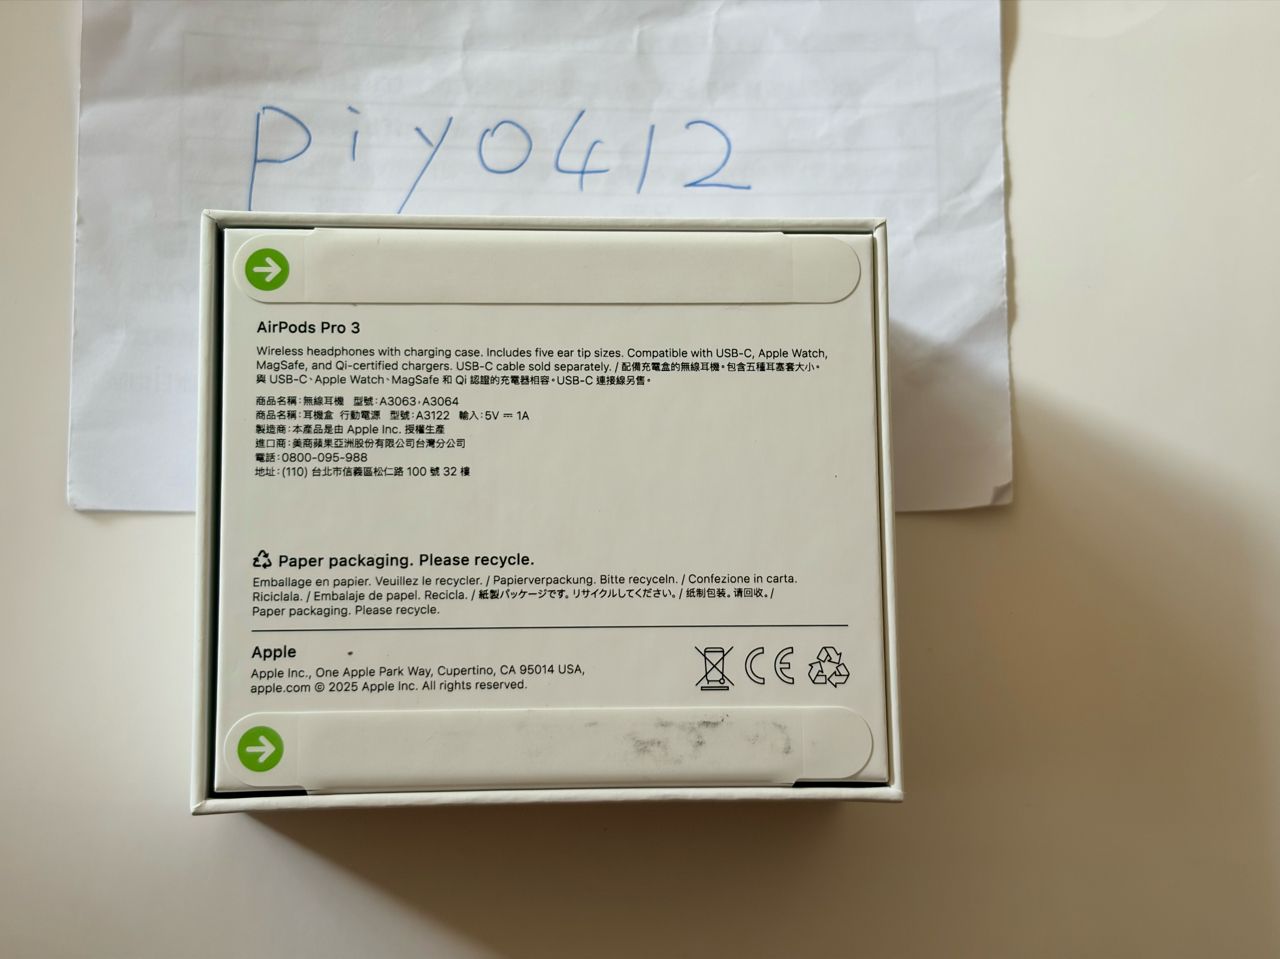 piyo412
AirPods Pro 3
Wireless headphones with charging case. Includes five ear tip sizes. Compatible with USB-C, Apple Watch,
MagSafe, and Qi-certified chargers. USB-C cable sold separately. / 配備充電盒的無線耳機。包含五種耳塞套大小。
與 USB-C、Apple Watch、MagSafe 和 Qi 認證的充電器相容。USB-C 連接線另售。
商品名稱：無線耳機 型號：A3063，A3064
商品名稱：耳機盒 行動電源 型號：A3122 輸入：5V ⎓ 1A
製造商：本產品是由 Apple Inc. 授權生產
進口商：美商蘋果亞洲股份有限公司台灣分公司
電話：0800-095-988
地址：(110) 台北市信義區松仁路 100 號 32 樓
Paper packaging. Please recycle.
Emballage en papier. Veuillez le recycler. / Papierverpackung. Bitte recyceln. / Confezione in carta.
Riciclala. / Embalaje de papel. Recicla. / 紙製パッケージです。リサイクルしてください。/ 纸制包装。请回收。/
Paper packaging. Please recycle.
Apple
Apple Inc., One Apple Park Way, Cupertino, CA 95014 USA,
apple.com © 2025 Apple Inc. All rights reserved.
CE